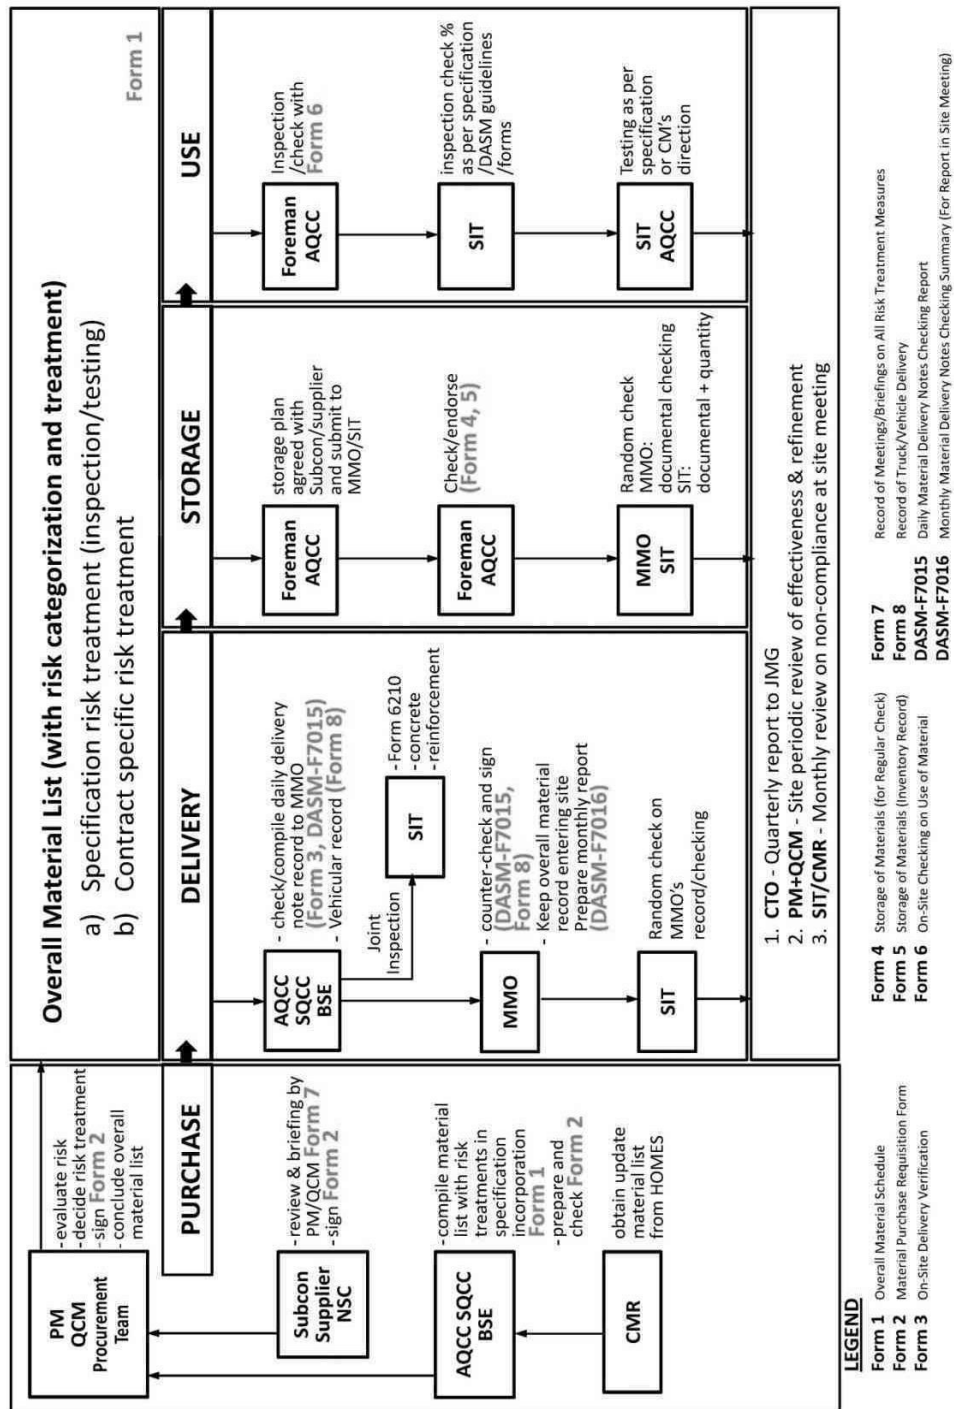 Overall Material List (with risk categorization and treatment)
a) Specification risk treatment (inspection/testing)
b) Contract specific risk treatment
Form 1
PM
QCM
Procurement
Team
- evaluate risk
- decide risk treatment
- sign Form 2
- conclude overall
material list
PURCHASE
Subcon
Supplier
NSC
- review & briefing by
PM/QCM Form 7
- sign Form 2
AQCC SQCC
BSE
- compile material
list with risk
treatments in
specification
incorporation
Form 1
- prepare and
check Form 2
CMR
obtain update
material list
from HOMES
DELIVERY
AQCC
SQCC
BSE
- check/compile daily delivery
note record to MMO
(Form 3, DASM-F7015)
- Vehicular record (Form 8)
Joint
Inspection
SIT
- Form 6210
- concrete
- reinforcement
MMO
- counter-check and sign
(DASM-F7015,
Form 8)
- Keep overall material
record entering site
Prepare monthly report
(DASM-F7016)
SIT
Random check on
MMO's
record/checking
STORAGE
Foreman
AQCC
storage plan
agreed with
Subcon/supplier
and submit to
MMO/SIT
Foreman
AQCC
Check/endorse
(Form 4, 5)
MMO
SIT
Random check
MMO:
documental checking
SIT:
documental + quantity
USE
Foreman
AQCC
Inspection
/check with
Form 6
SIT
inspection check %
as per specification
/DASM guidelines
/forms
SIT
AQCC
Testing as per
specification
or CM's
direction
1. CTO - Quarterly report to JMG
2. PM+QCM - Site periodic review of effectiveness & refinement
3. SIT/CMR - Monthly review on non-compliance at site meeting
LEGEND
Form 1 Overall Material Schedule
Form 2 Material Purchase Requisition Form
Form 3 On-Site Delivery Verification
Form 4 Storage of Materials (for Regular Check)
Form 5 Storage of Materials (Inventory Record)
Form 6 On-Site Checking on Use of Material
Form 7 Record of Meetings/Briefings on All Risk Treatment Measures
Form 8 Record of Truck/Vehicle Delivery
DASM-F7015 Daily Material Delivery Notes Checking Report
DASM-F7016 Monthly Material Delivery Notes Checking Summary (For Report in Site Meeting)